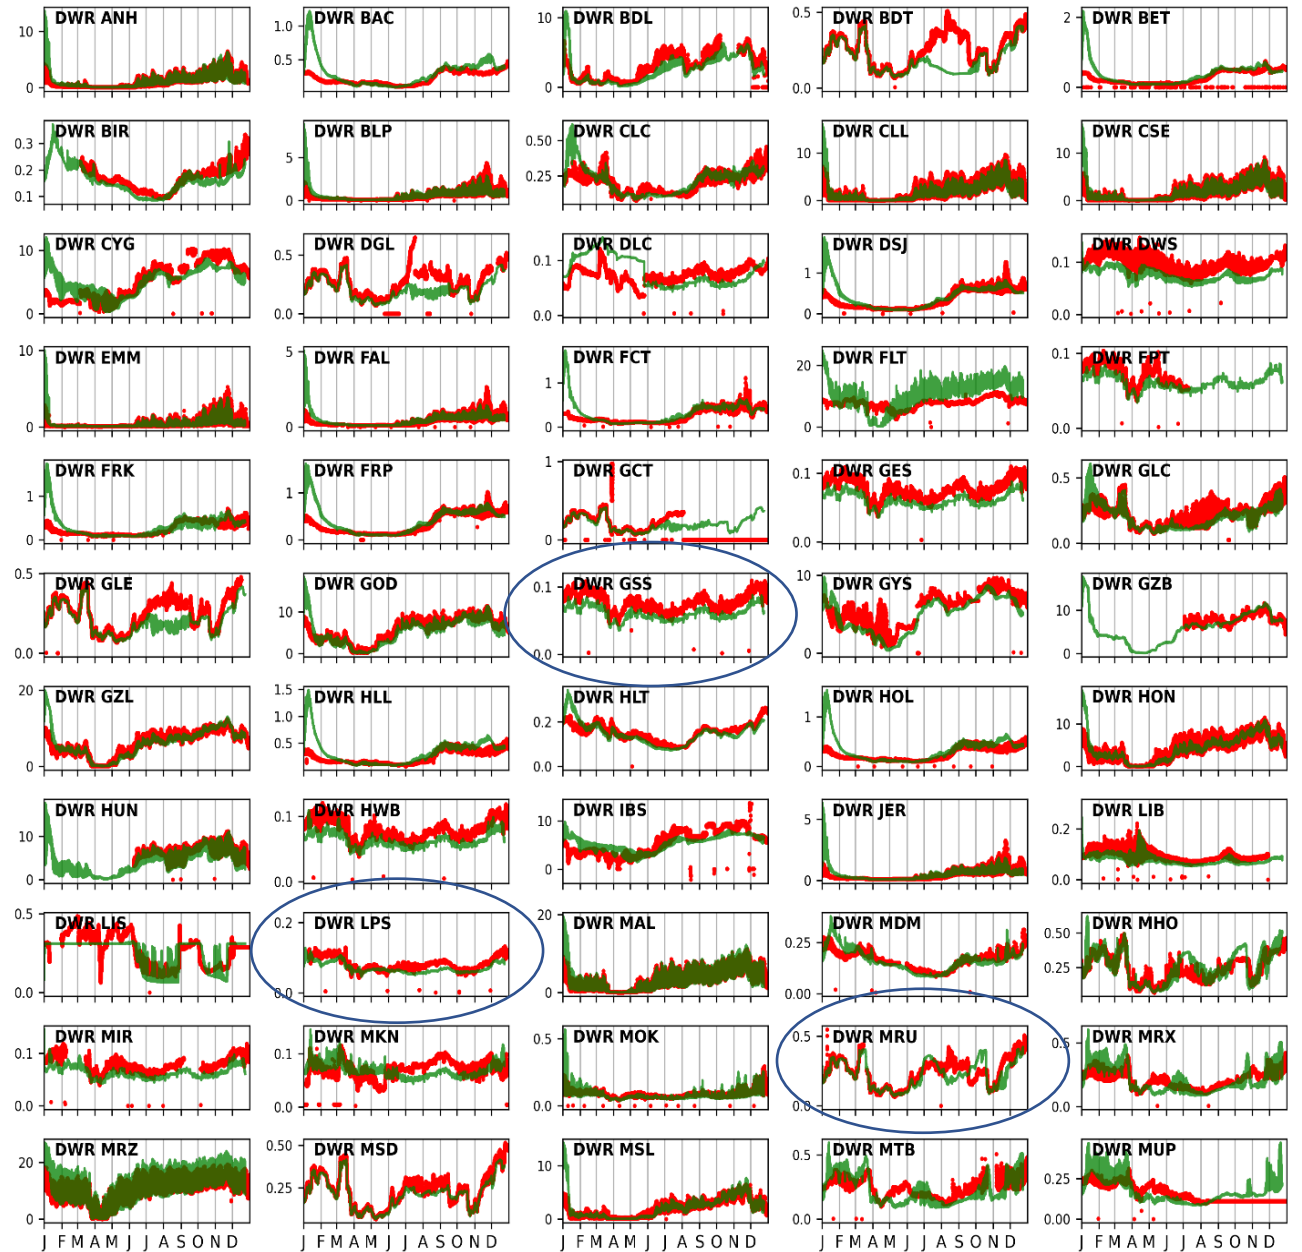 DWR ANH DWR BAC DWR BDL DWR BDT DWR BET
10 0 1.0 0.5 10 0 0.5 0.0 2 0
DWR BIR DWR BLP DWR CLC DWR CLL DWR CSE
0.3 0.2 0.1 5 0 0.50 0.25 10 0 10 0
DWR CYG DWR DGL DWR DLC DWR DSJ DWR DWS
10 0 0.5 0.0 0.1 0.0 1 0 0.1 0.0
DWR EMM DWR FAL DWR FCT DWR FLT DWR FPT
10 0 5 0 1 0 20 0 0.1 0.0
DWR FRK DWR FRP DWR GCT DWR GES DWR GLC
1 0 1 0 1 0 0.1 0.0 0.5 0.0
DWR GLE DWR GOD DWR GSS DWR GYS DWR GZB
0.5 0.0 10 0 0.1 0.0 10 0 10 0
DWR GZL DWR HLL DWR HLT DWR HOL DWR HON
20 0 1.5 1.0 0.5 0.2 0.0 1 0 10 0
DWR HUN DWR HWB DWR IBS DWR JER DWR LIB
10 0 0.1 0.0 10 0 5 0 0.2 0.0
DWR LIS DWR LPS DWR MAL DWR MDM DWR MHO
0.5 0.0 0.2 0.0 20 0 0.25 0.00 0.50 0.25
DWR MIR DWR MKN DWR MOK DWR MRU DWR MRX
0.1 0.0 0.1 0.0 0.5 0.0 0.5 0.0 0.5 0.0
DWR MRZ DWR MSD DWR MSL DWR MTB DWR MUP
20 0 0.50 0.25 10 0 0.5 0.0 0.25 0.00
J F M A M J J A S O N D J F M A M J J A S O N D J F M A M J J A S O N D J F M A M J J A S O N D J F M A M J J A S O N D